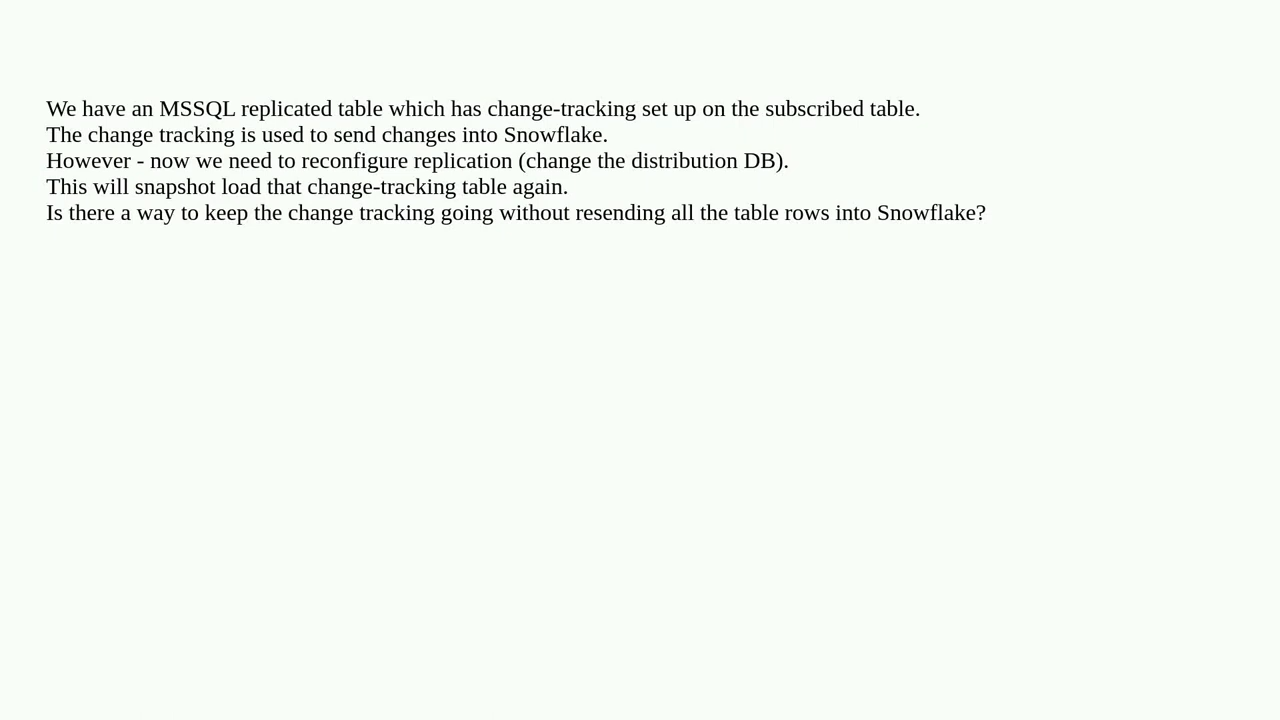 We have an MSSQL replicated table which has change-tracking set up on the subscribed table.
The change tracking is used to send changes into Snowflake.
However - now we need to reconfigure replication (change the distribution DB).
This will snapshot load that change-tracking table again.
Is there a way to keep the change tracking going without resending all the table rows into Snowflake?